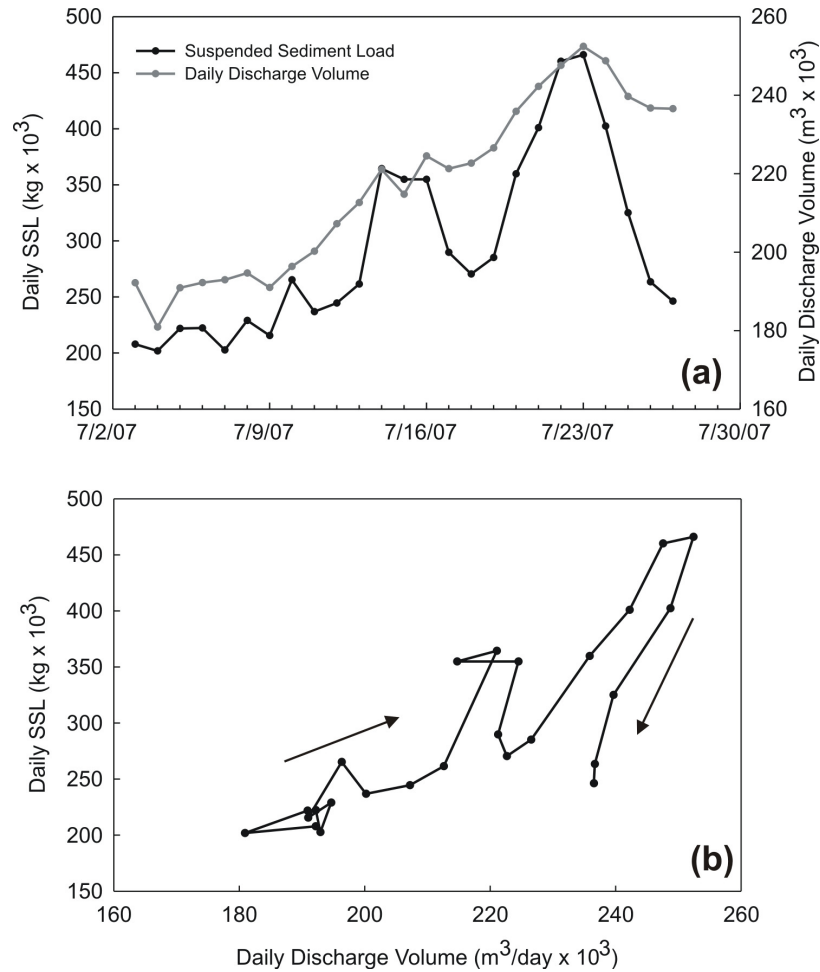 500
450
400
350
300
250
200
150
Daily SSL (kg x 10³)
Suspended Sediment Load
Daily Discharge Volume
260
240
220
200
180
160
Daily Discharge Volume (m³ x 10³)
(a)
7/2/07 7/9/07 7/16/07 7/23/07 7/30/07
500
450
400
350
300
250
200
150
Daily SSL (kg x 10³)
(b)
160 180 200 220 240 260
Daily Discharge Volume (m³/day x 10³)